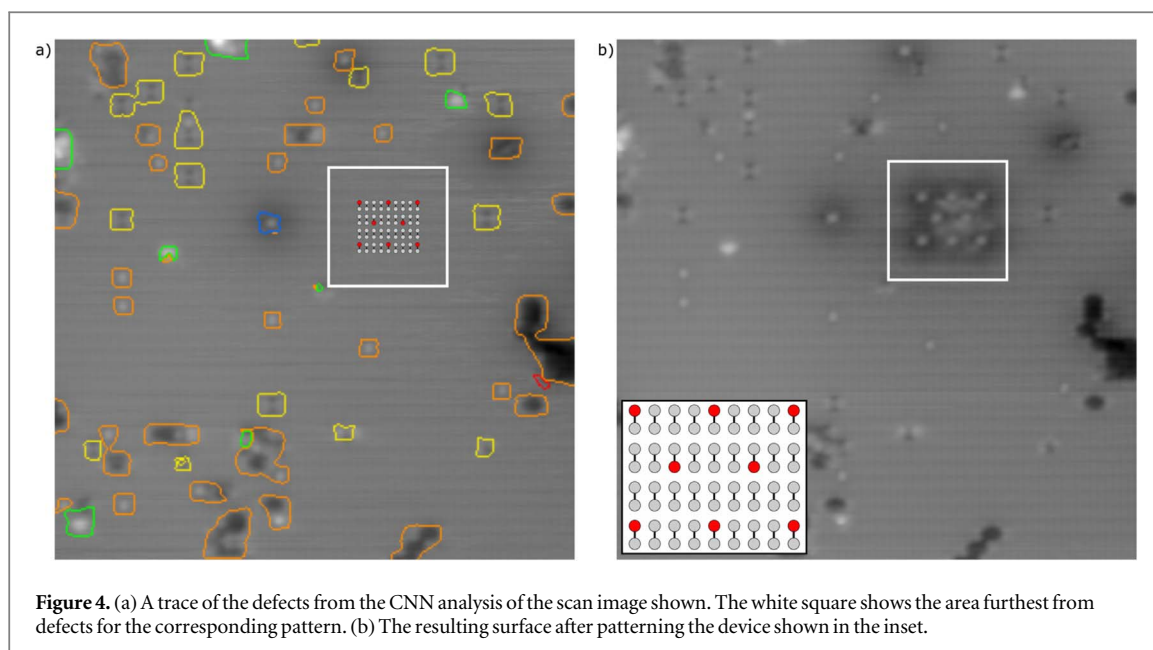 a)
b)
Figure 4. (a) A trace of the defects from the CNN analysis of the scan image shown. The white square shows the area furthest from
defects for the corresponding pattern. (b) The resulting surface after patterning the device shown in the inset.